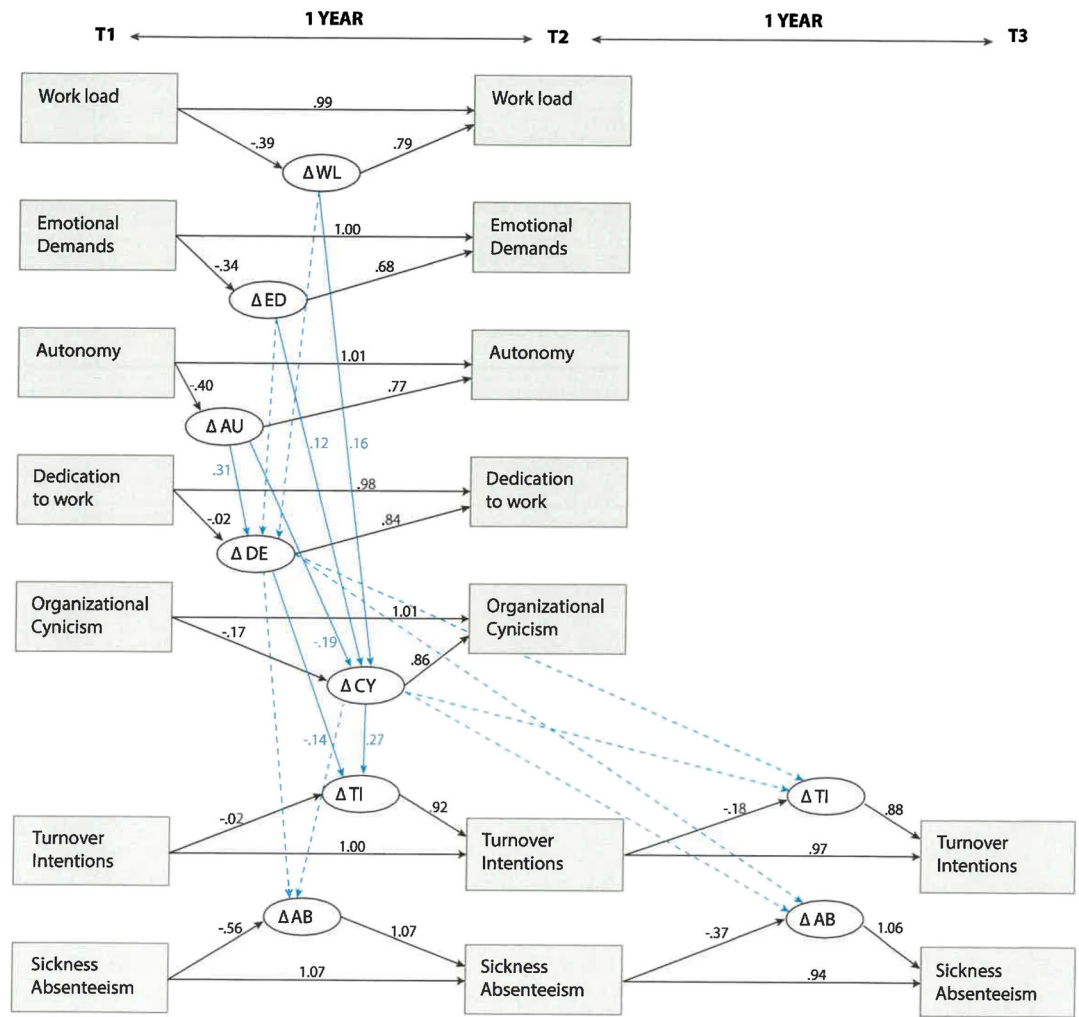 1 YEAR
1 YEAR
T1
T2
T3
Work load
.99
Work load
-.39
.79
Δ WL
Emotional
Demands
1.00
Emotional
Demands
-.34
.68
Δ ED
Autonomy
1.01
Autonomy
-.40
.77
Δ AU
.31
.12
.16
Dedication
to work
.98
Dedication
to work
-.02
.84
Δ DE
Organizational
Cynicism
1.01
Organizational
Cynicism
-.17
-.19
.86
Δ CY
-.14
.27
Δ TI
Δ TI
-.02
.92
-.18
.88
Turnover
Intentions
1.00
Turnover
Intentions
.97
Turnover
Intentions
Δ AB
Δ AB
-.56
1.07
-.37
1.06
Sickness
Absenteeism
1.07
Sickness
Absenteeism
.94
Sickness
Absenteeism